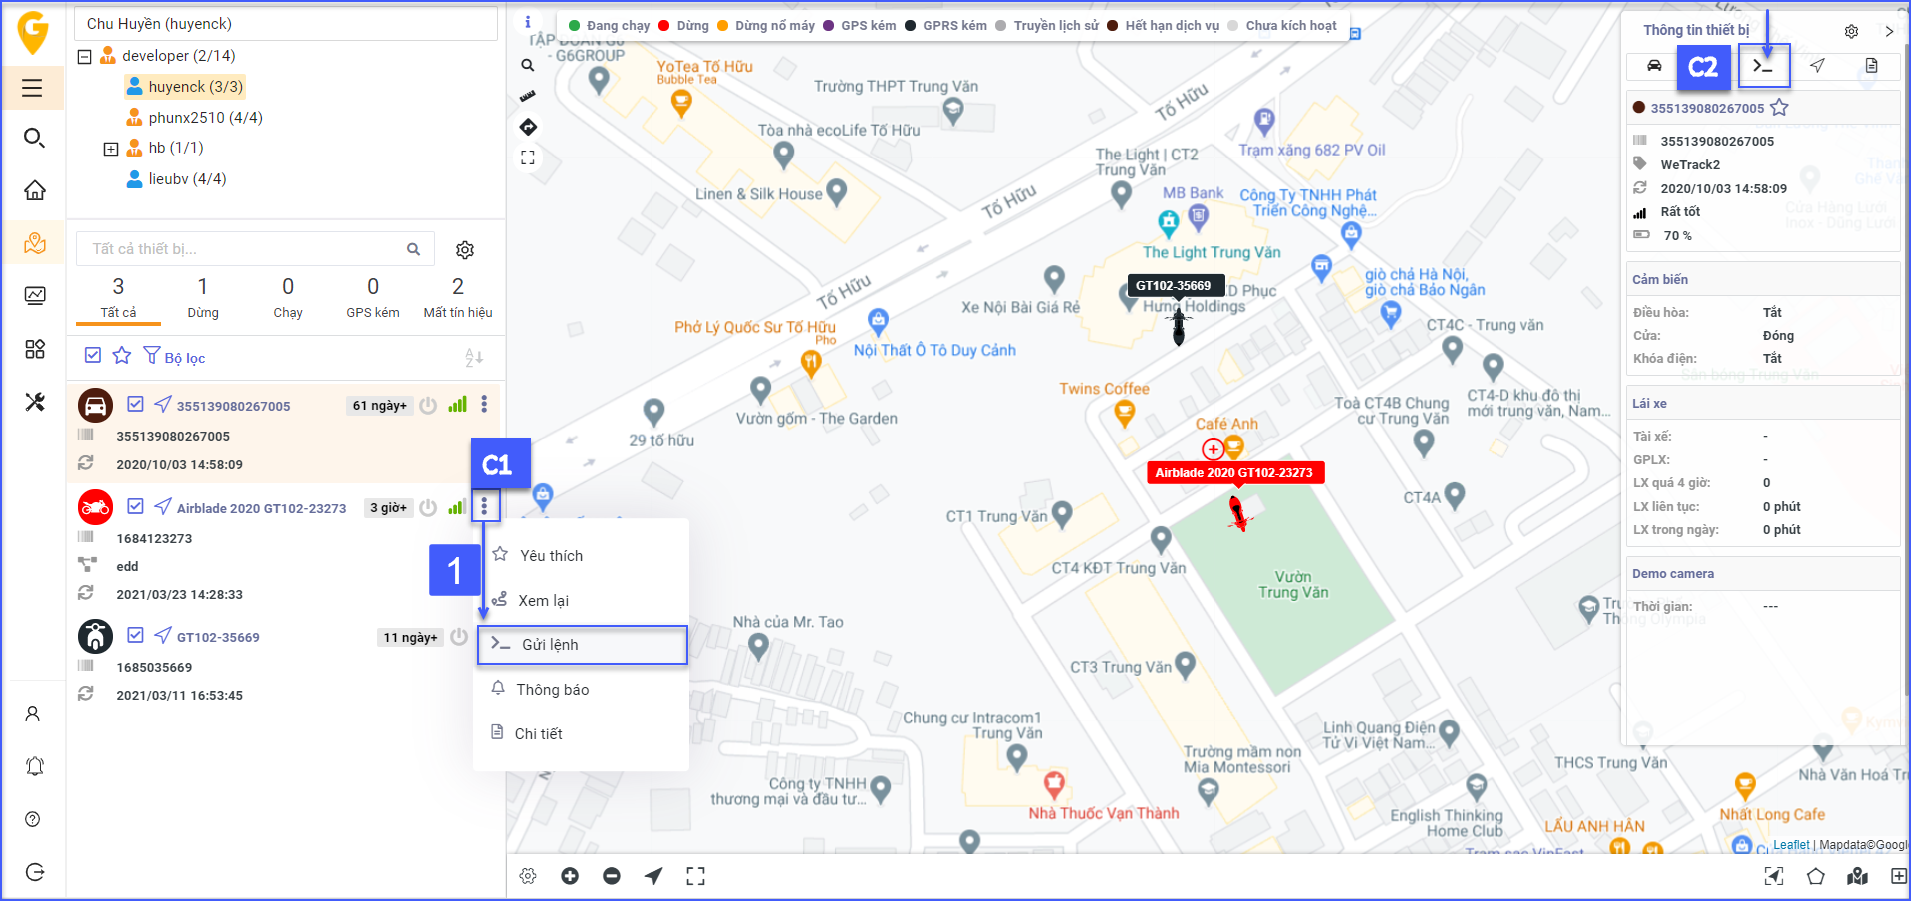 Chu Huyền (huyenck)
developer (2/14)
huyenck (3/3)
phunx2510 (4/4)
hb (1/1)
lieubv (4/4)
Tất cả thiết bị...
3
1
0
0
2
Tất cả
Dừng
Chạy
GPS kém
Mất tín hiệu
Bộ lọc
355139080267005
61 ngày+
355139080267005
2020/10/03 14:58:09
C1
Airblade 2020 GT102-23273
3 giờ+
1684123273
edd
2021/03/23 14:28:33
GT102-35669
11 ngày+
1685035669
2021/03/11 16:53:45
1
Yêu thích
Xem lại
Gửi lệnh
Thông báo
Chi tiết
Đang chạy
Dừng
Dừng nổ máy
GPS kém
GPRS kém
Truyền lịch sử
Hết hạn dịch vụ
Chưa kích hoạt
G6GROUP
YoTea Tố Hữu
Bubble Tea
Trường THPT Trung Văn
Tố Hữu
Tòa nhà ecoLife Tố Hữu
Trạm xăng 682 PV Oil
The Light | CT2
Trung Văn
Linen & Silk House
Tố Hữu
MB Bank
Công Ty TNHH Phát
Triển Công Nghệ...
The Light Trung Văn
Tố Hữu
Xe Nội Bài Giá Rẻ
GT102-35669
D Phục
Hưng Holdings
giò chả Hà Nội,
giò chả Bảo Ngân
Phở Lý Quốc Sư Tố Hữu
Pho
Nội Thất Ô Tô Duy Cảnh
CT4C - Trung văn
Twins Coffee
Vườn gốm - The Garden
29 tố hữu
Café Anh
Toà CT4B Chung
cư Trung Văn
CT4-D khu đô thị
mới trung văn, Nam...
Airblade 2020 GT102-23273
CT4A
CT1 Trung Văn
CT4 KĐT Trung Văn
Vườn
Trung Văn
Nhà của Mr. Tao
CT3 Trung Văn
Chung cư Intracom1
Trung Văn
Linh Quang Điện
Tử Vi Việt Nam...
Trường mầm non
Mia Montessori
Công ty TNHH
thương mại và đầu tư...
THCS Trung Văn
Nhà Văn Hoá
Nhà Thuốc Vạn Thành
English Thinking
Home Club
Nhất Long Cafe
LẨU ANH HÂN
Leaflet | Mapdata©Googl
Thông tin thiết bị
C2
355139080267005
355139080267005
WeTrack2
2020/10/03 14:58:09
Rất tốt
70 %
Cửa Hàng Lưới
Inox - Dùng Lưới
Cảm biến
Điều hòa: Tắt
Cửa: Đóng
Khóa điện: Tắt
Sân bóng Trung Văn
Lái xe
Tài xế: -
GPLX: -
LX quá 4 giờ: 0
LX liên tục: 0 phút
LX trong ngày: 0 phút
Demo camera
Thời gian: ---